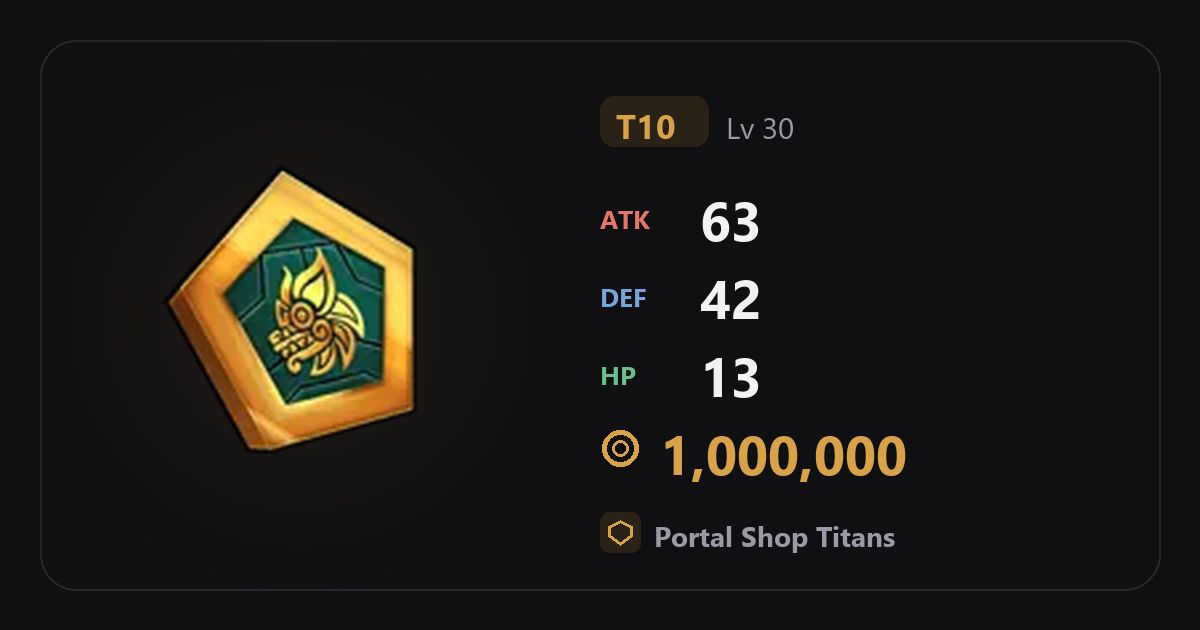 T10 Lv 30
ATK 63
DEF 42
HP 13
1,000,000
Portal Shop Titans